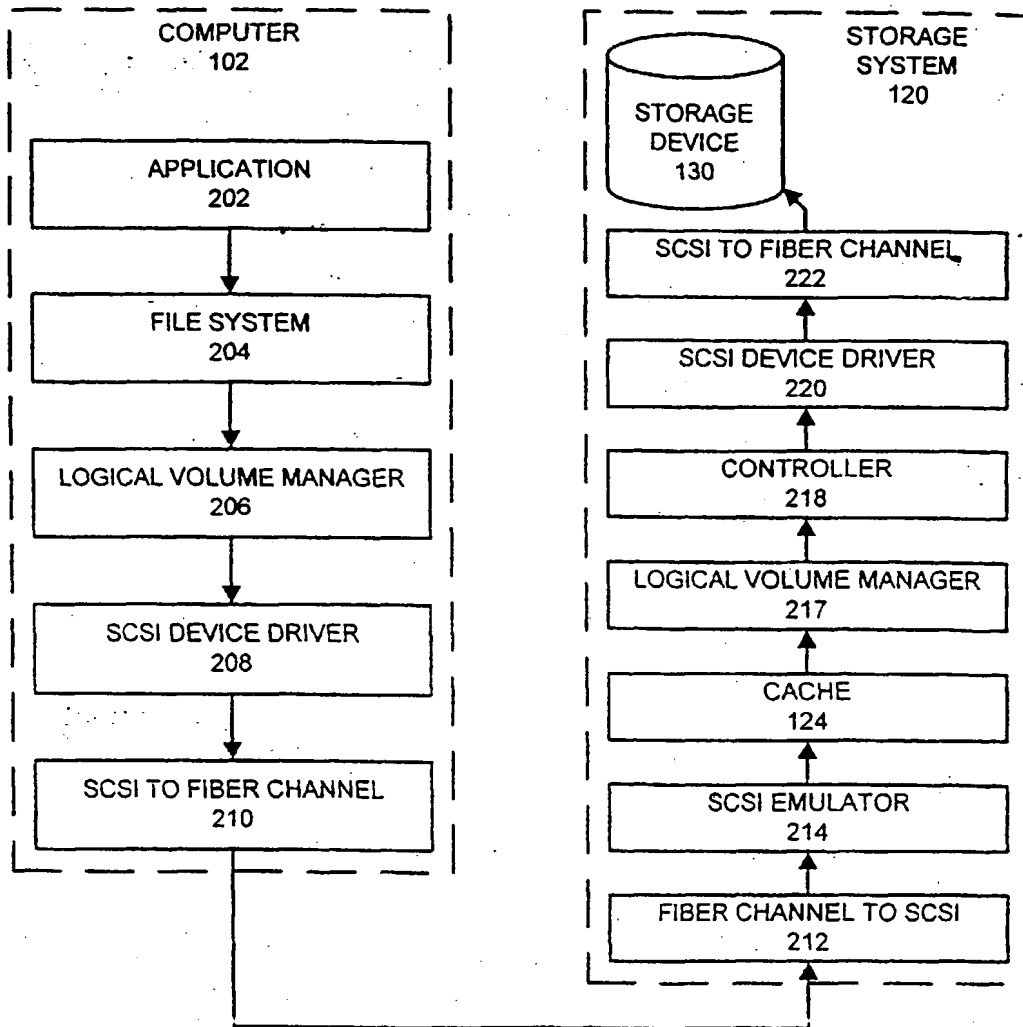 COMPUTER
102
APPLICATION
202
FILE SYSTEM
204
LOGICAL VOLUME MANAGER
206
SCSI DEVICE DRIVER
208
SCSI TO FIBER CHANNEL
210
STORAGE
SYSTEM
120
STORAGE
DEVICE
130
SCSI TO FIBER CHANNEL
222
SCSI DEVICE DRIVER
220
CONTROLLER
218
LOGICAL VOLUME MANAGER
217
CACHE
124
SCSI EMULATOR
214
FIBER CHANNEL TO SCSI
212